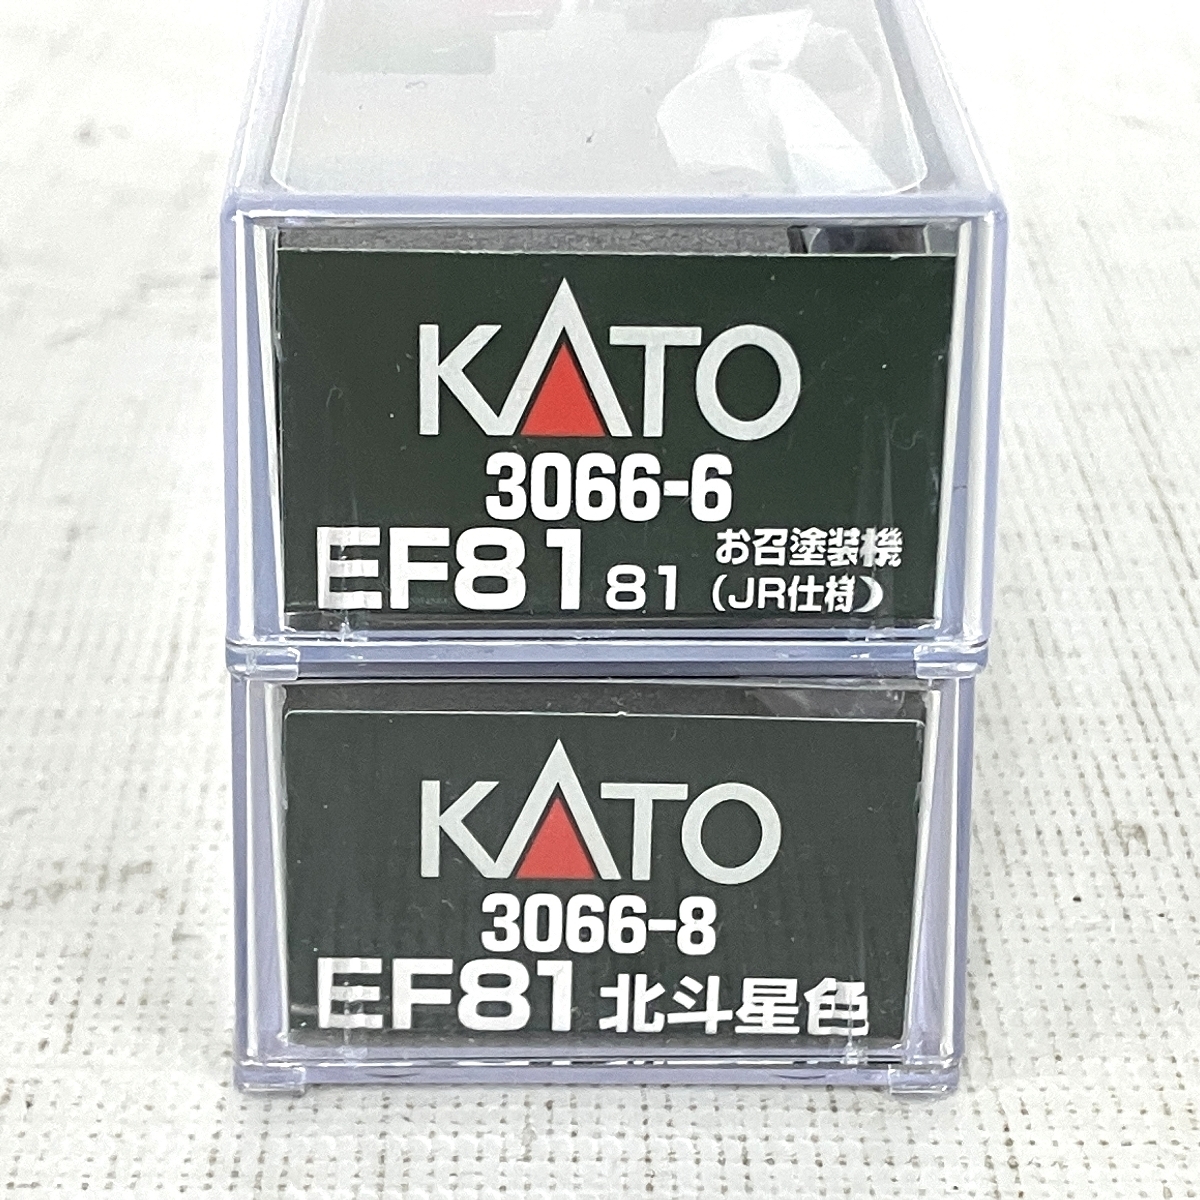 KATO
3066-6
EF81 81 お召塗装機
(JR仕様)
KATO
3066-8
EF81 北斗星色